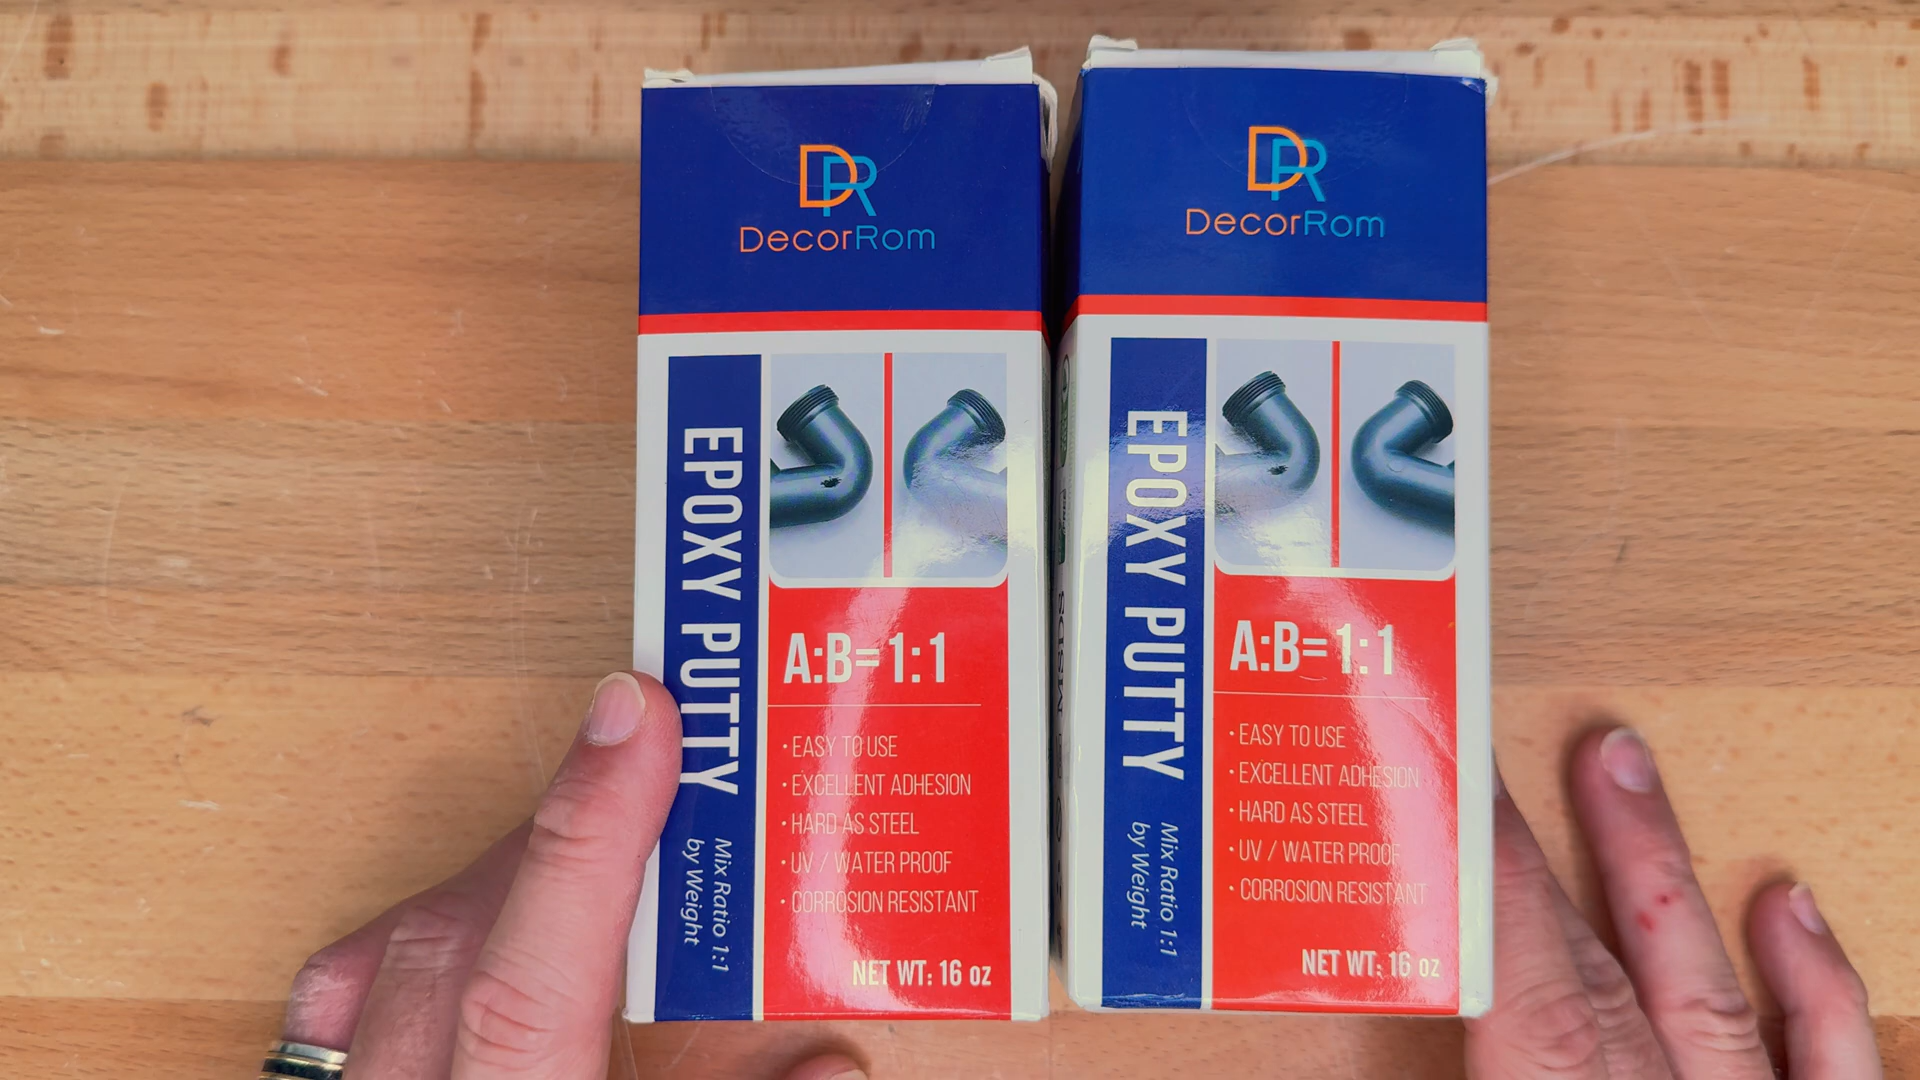 DR
DecorRom
EPOXY PUTTY
Mix Ratio 1:1
by Weight
A:B=1:1
• EASY TO USE
• EXCELLENT ADHESION
• HARD AS STEEL
• UV / WATER PROOF
• CORROSION RESISTANT
NET WT: 16 oz
MSDS
DR
DecorRom
EPOXY PUTTY
Mix Ratio 1:1
by Weight
A:B=1:1
• EASY TO USE
• EXCELLENT ADHESION
• HARD AS STEEL
• UV / WATER PROOF
• CORROSION RESISTANT
NET WT: 16 oz